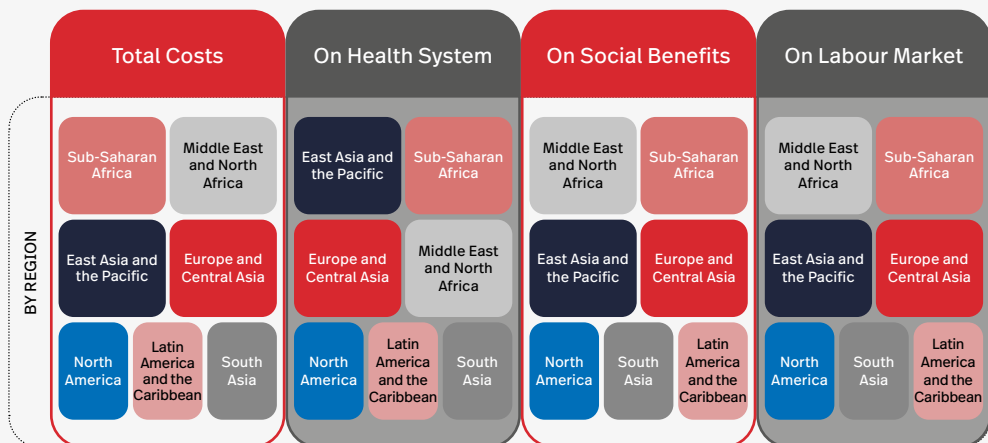 Total Costs
On Health System
On Social Benefits
On Labour Market
BY REGION
Sub-Saharan
Africa
Middle East
and North
Africa
East Asia and
the Pacific
Europe and
Central Asia
North
America
Latin
America
and the
Caribbean
South
Asia
East Asia and
the Pacific
Sub-Saharan
Africa
Europe and
Central Asia
Middle East
and North
Africa
North
America
Latin
America
and the
Caribbean
South
Asia
Middle East
and North
Africa
Sub-Saharan
Africa
East Asia and
the Pacific
Europe and
Central Asia
North
America
South
Asia
Latin
America
and the
Caribbean
Middle East
and North
Africa
Sub-Saharan
Africa
East Asia and
the Pacific
Europe and
Central Asia
North
America
South
Asia
Latin
America
and the
Caribbean